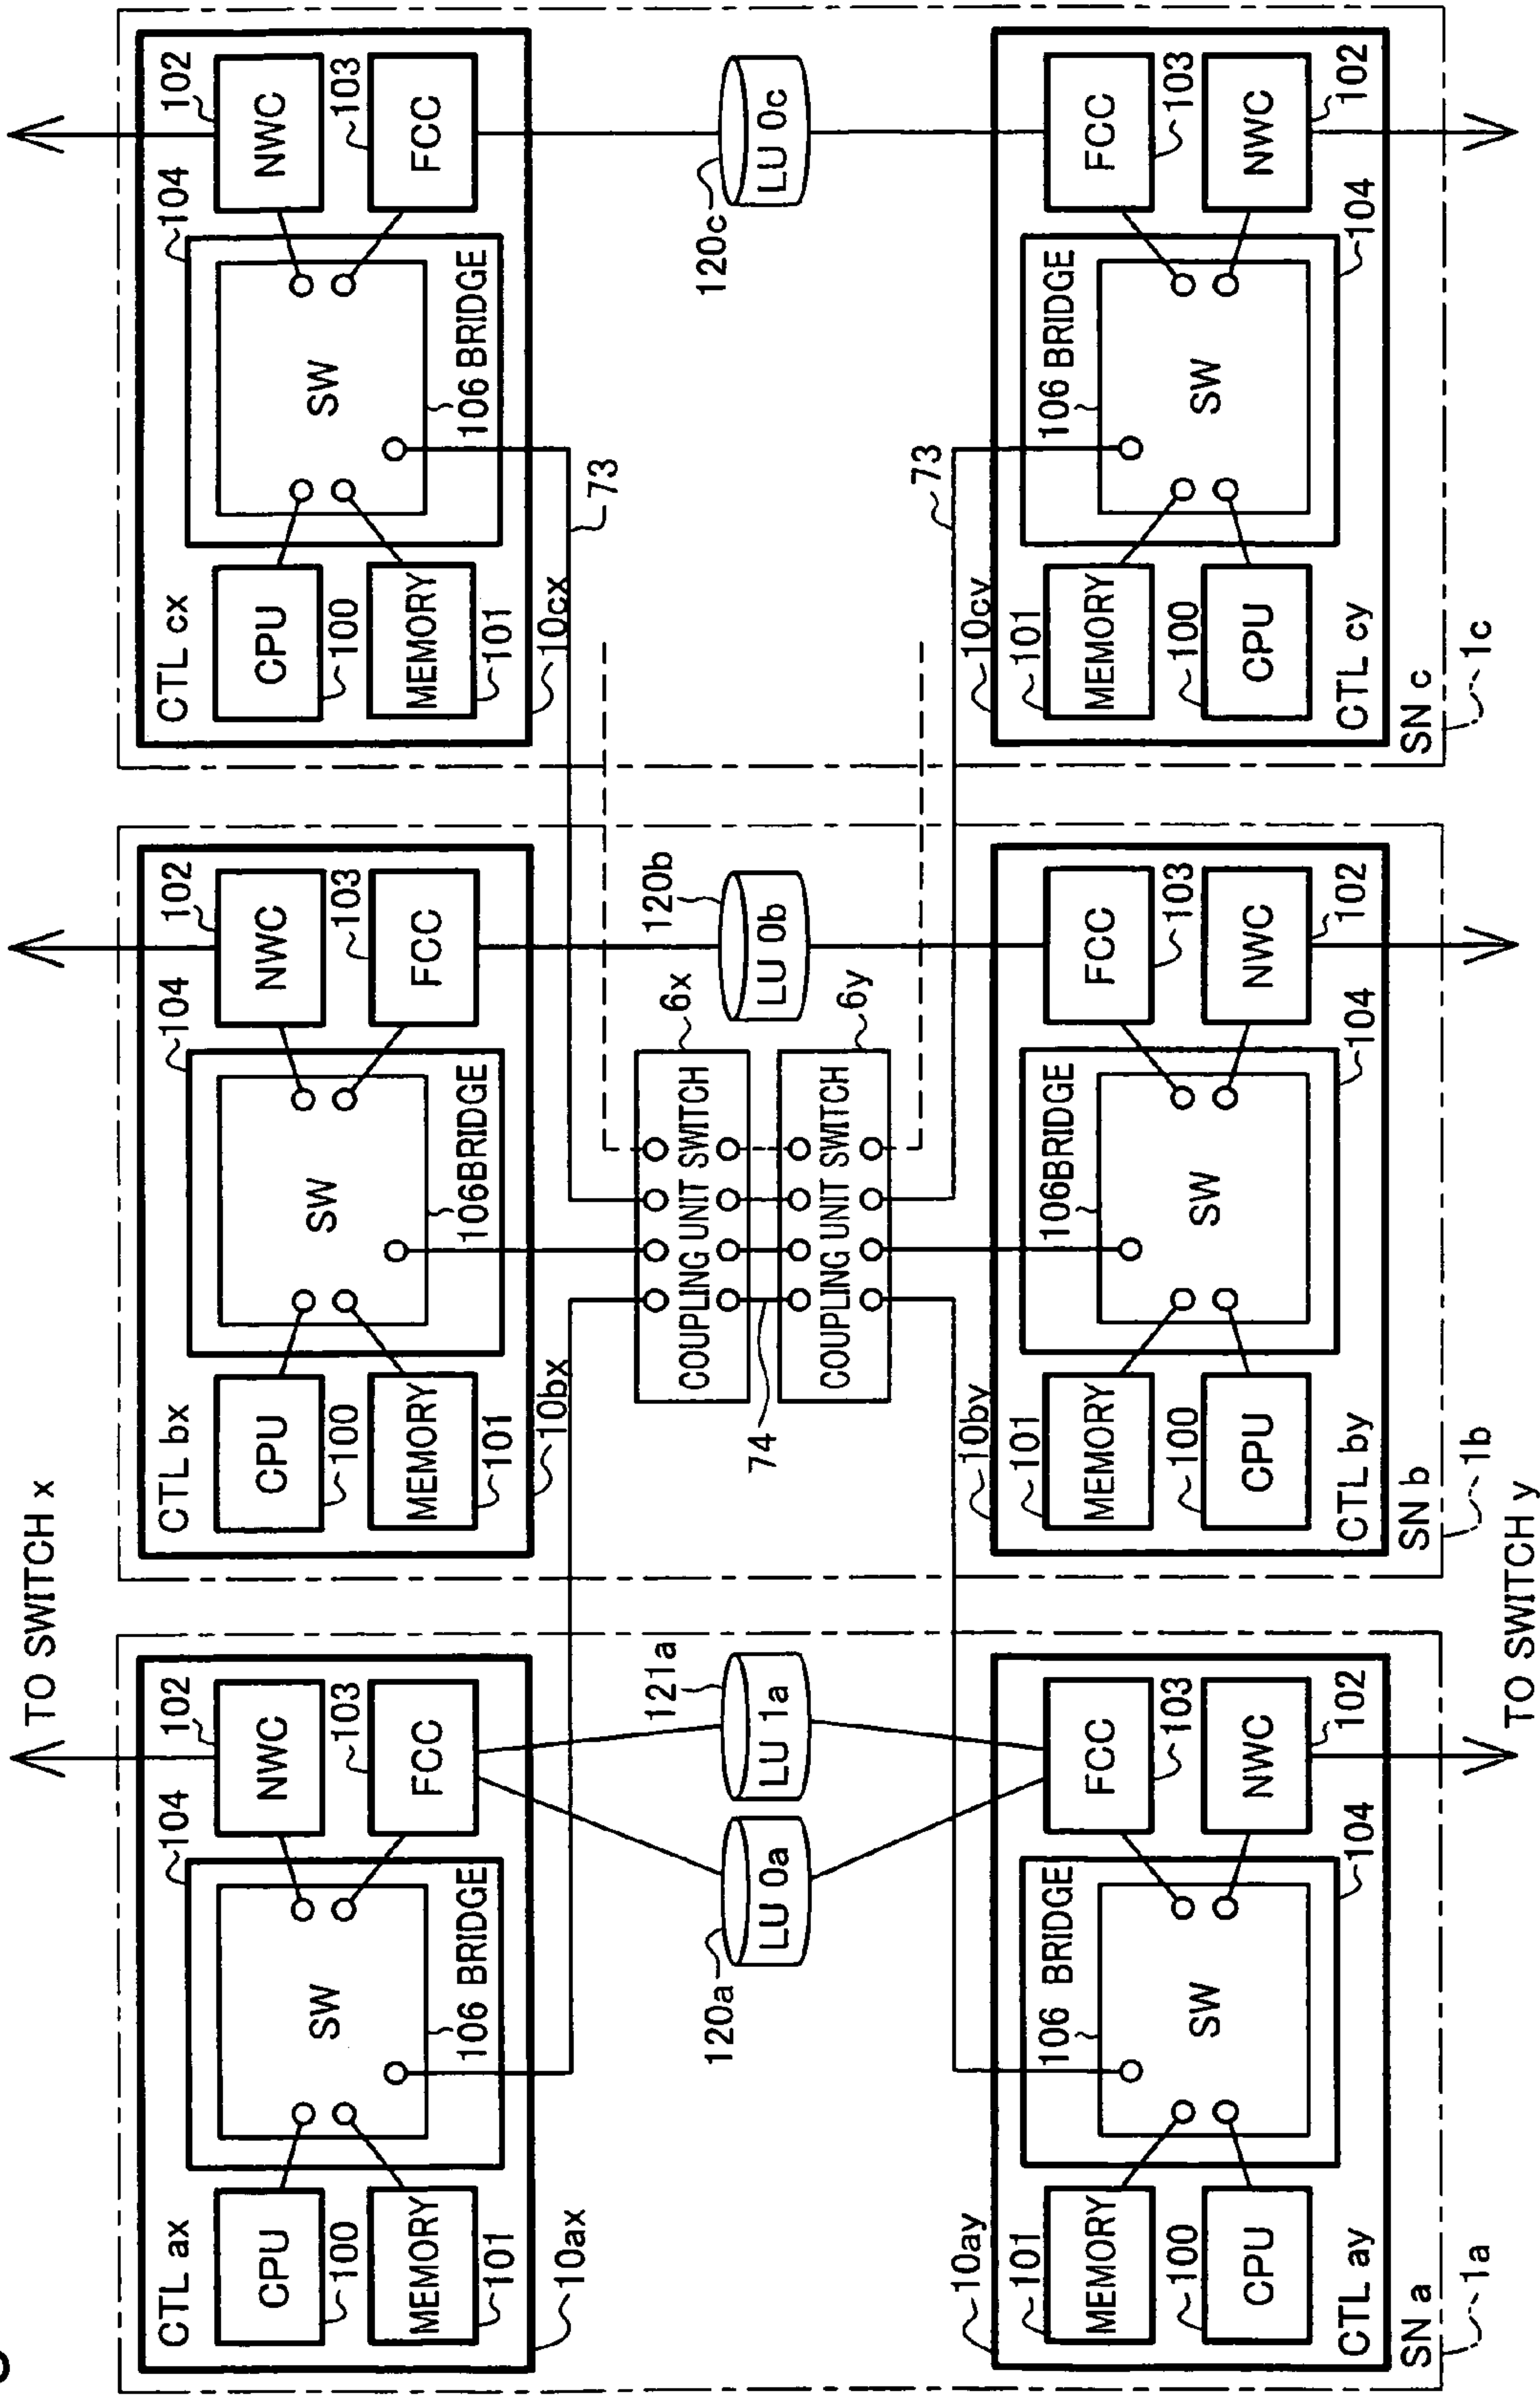 TO SWITCH x
CTL ax
CPU
100
MEMORY
101
10ax
SW
106 BRIDGE
104
NWC
102
FCC
103
CTL bx
CPU
100
MEMORY
101
10bx
SW
106BRIDGE
104
NWC
102
FCC
103
CTL cx
CPU
100
MEMORY
101
10cx
SW
106 BRIDGE
104
NWC
102
FCC
103
73
120a
LU 0a
121a
LU 1a
COUPLING UNIT SWITCH
6x
COUPLING UNIT SWITCH
6y
74
120b
LU 0b
120c
LU 0c
73
10ay
101
MEMORY
100
CPU
CTL ay
106 BRIDGE
SW
104
FCC
103
NWC
102
SN a
1a
10by
101
MEMORY
100
CPU
CTL by
106BRIDGE
SW
104
FCC
103
NWC
102
SN b
1b
10cy
101
MEMORY
100
CPU
CTL cy
106 BRIDGE
SW
104
FCC
103
NWC
102
SN c
1c
TO SWITCH y